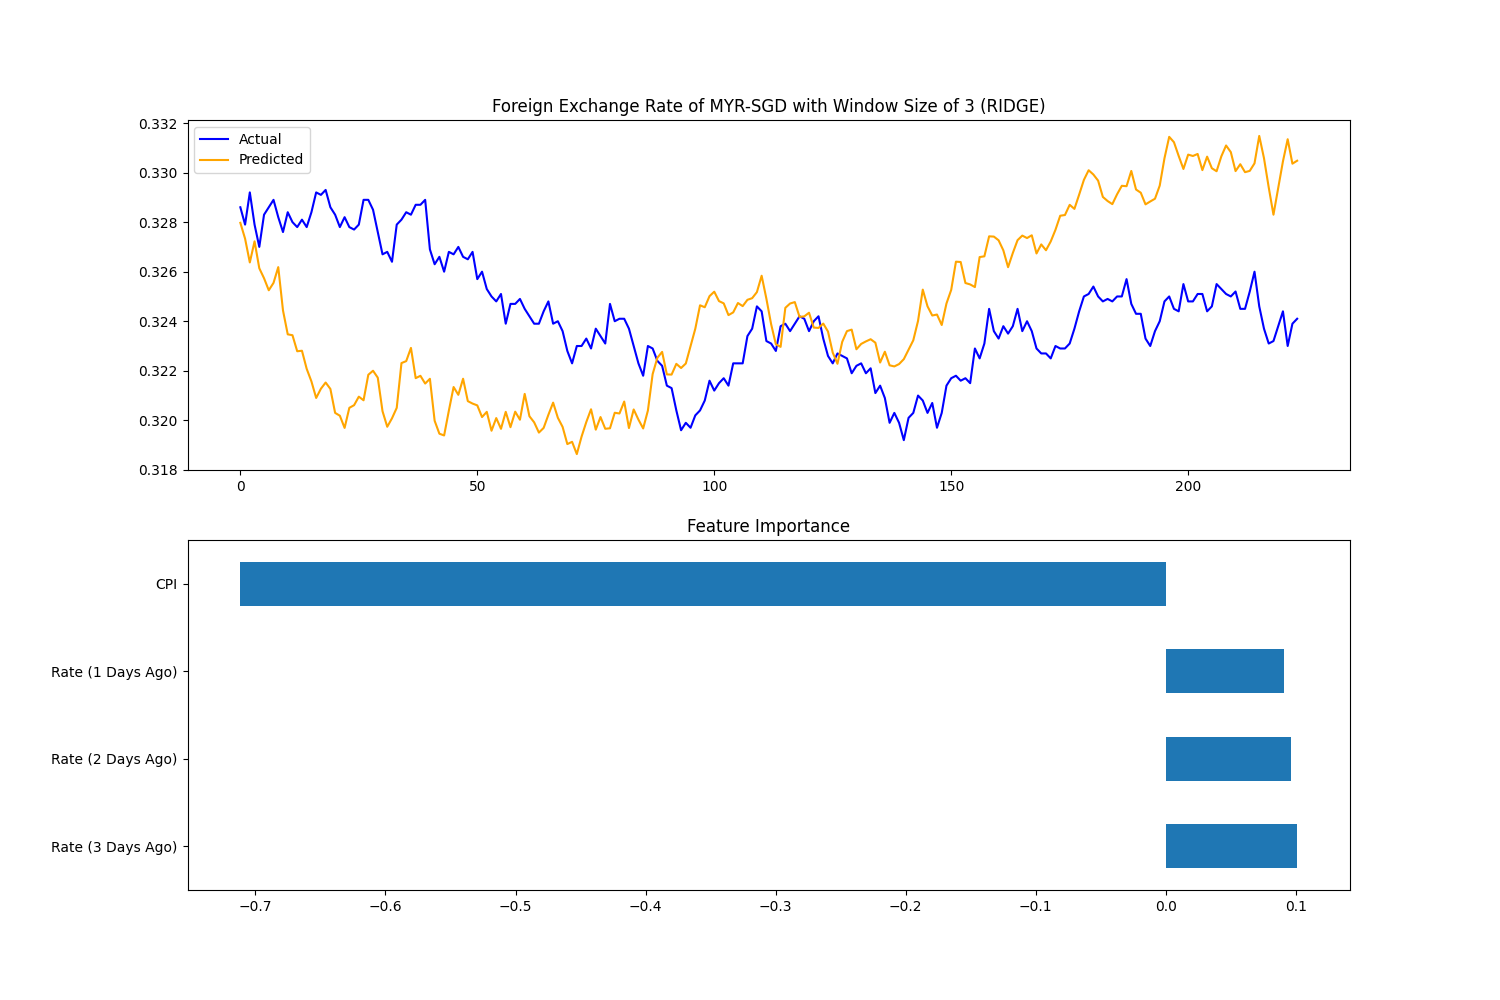 Foreign Exchange Rate of MYR-SGD with Window Size of 3 (RIDGE)
0.332
0.330
0.328
0.326
0.324
0.322
0.320
0.318
Actual
Predicted
0
50
100
150
200
Feature Importance
CPI
Rate (1 Days Ago)
Rate (2 Days Ago)
Rate (3 Days Ago)
−0.7
−0.6
−0.5
−0.4
−0.3
−0.2
−0.1
0.0
0.1